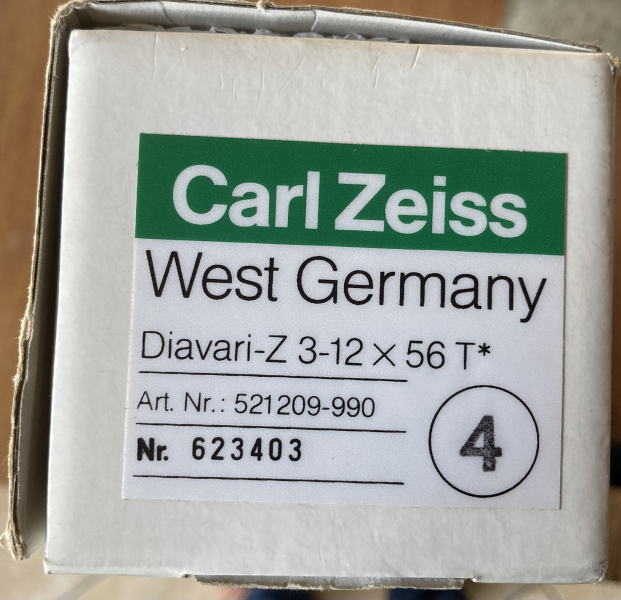 Carl Zeiss
West Germany
Diavari-Z 3-12 × 56 T*
Art. Nr.: 521209-990
Nr. 623403
4